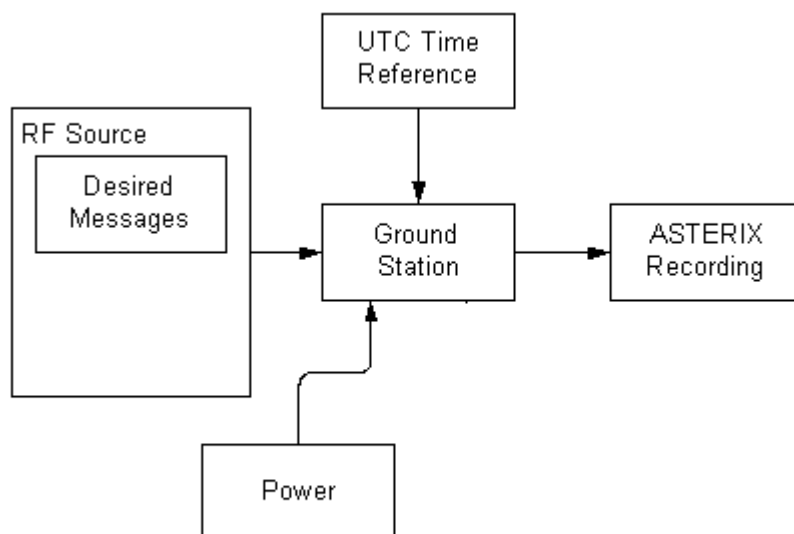 UTC Time
Reference
RF Source
Desired
Messages
Ground
Station
ASTERIX
Recording
Power